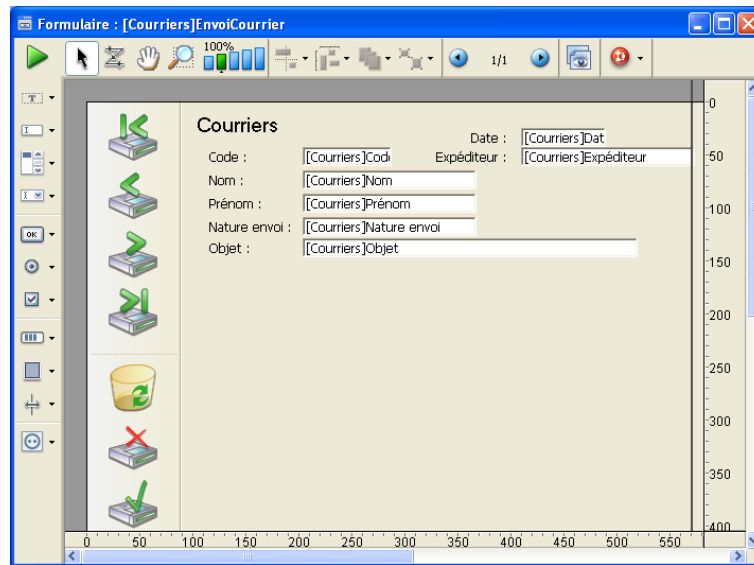 Formulaire : [Courriers]EnvoiCourrier
100%
1/1
Courriers
Date : [Courriers]Dat
Code : [Courriers]Code Expéditeur : [Courriers]Expéditeur
Nom : [Courriers]Nom
Prénom : [Courriers]Prénom
Nature envoi : [Courriers]Nature envoi
Objet : [Courriers]Objet
OK
0
50
100
150
200
250
300
350
400
0 50 100 150 200 250 300 350 400 450 500 550